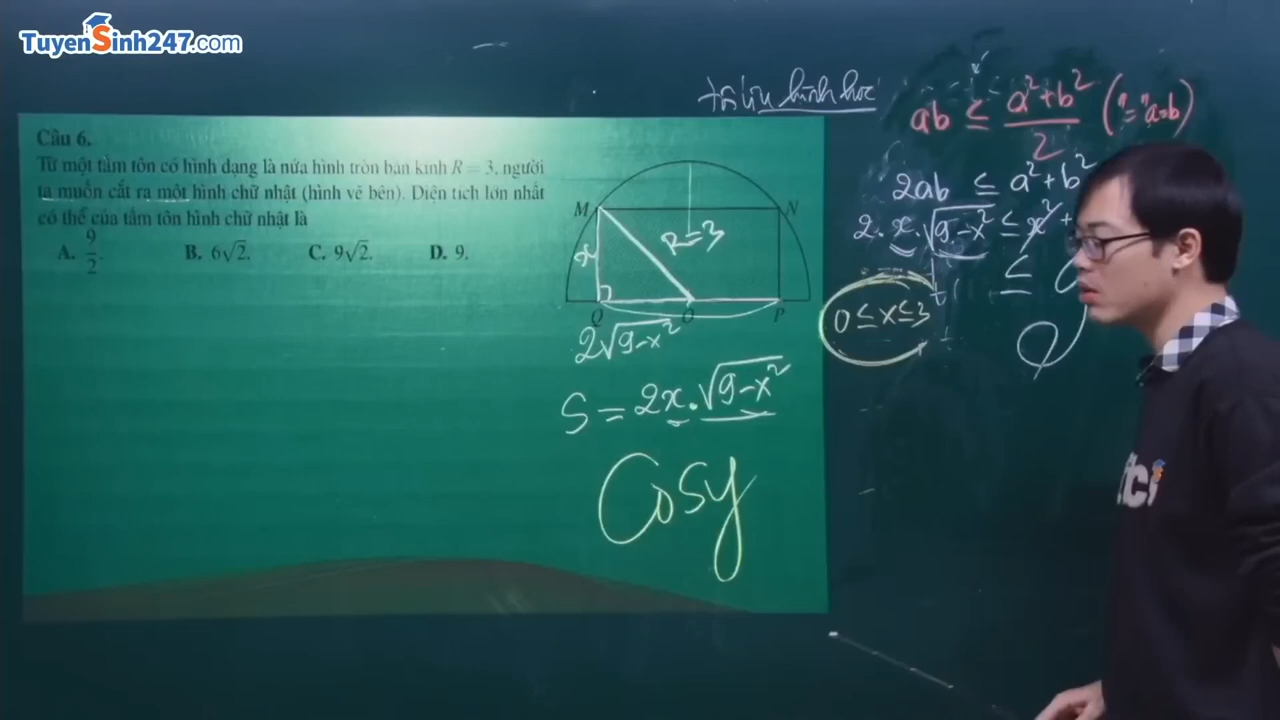 TuyenSinh247.com
Câu 6.
Từ một tấm tôn có hình dạng là nửa hình tròn bán kính R = 3, người
ta muốn cắt ra một hình chữ nhật (hình vẽ bên). Diện tích lớn nhất
có thể của tấm tôn hình chữ nhật là
A. 9/2. B. 6√2. C. 9√2. D. 9.
M N
x R=3
Q O P
2√9-x²
S = 2x.√9-x²
Cosy
hình học
ab ≤ a²+b²/2 ("=" a=b)
2ab ≤ a²+b²
2.x.√9-x² ≤ x² +
≤
0 ≤ x ≤ 3